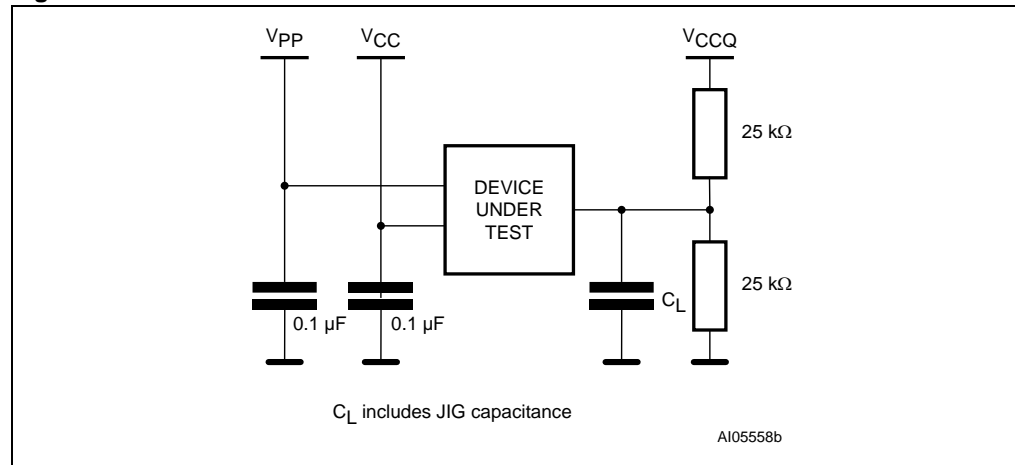 VPP
VCC
VCCQ
25 kΩ
DEVICE
UNDER
TEST
25 kΩ
CL
0.1 µF
0.1 µF
CL includes JIG capacitance
AI05558b